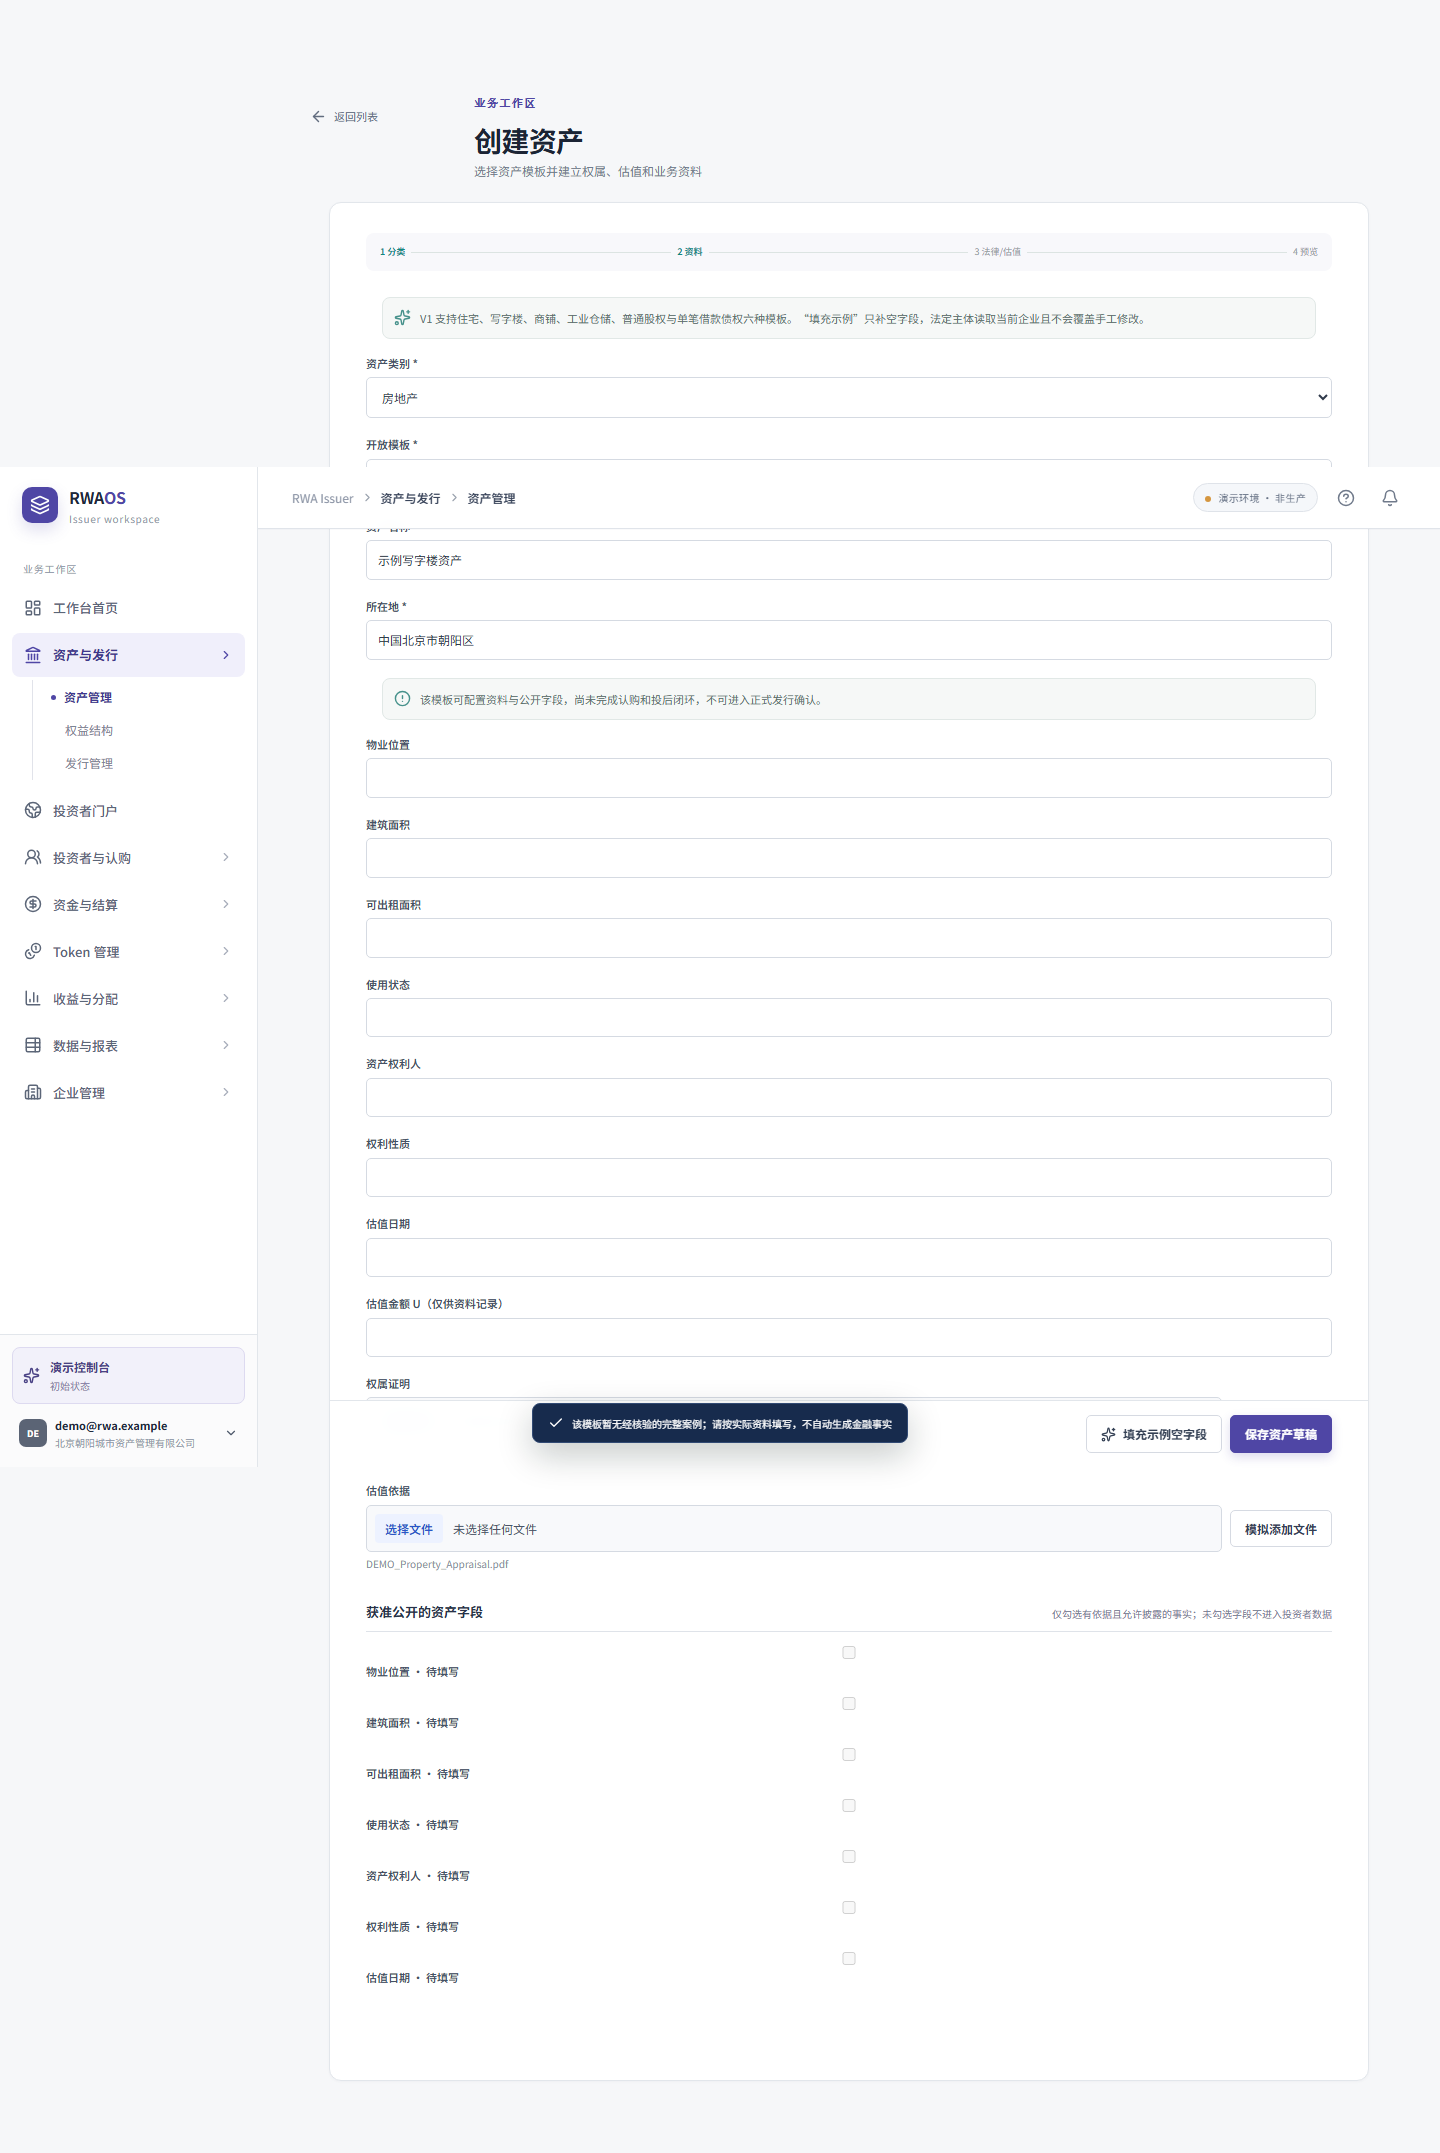 业务工作区
返回列表
创建资产
选择资产模板并建立权属、估值和业务资料
1 分类
2 资料
3 法律/估值
4 预览
V1 支持住宅、写字楼、商铺、工业仓储、普通股权与单笔借款债权六种模板。“填充示例”只补空字段，法定主体读取当前企业且不会覆盖手工修改。
资产类别 *
房地产
开放模板 *
RWAOS
Issuer workspace
RWA Issuer
资产与发行
资产管理
演示环境 · 非生产
业务工作区
工作台首页
资产与发行
资产管理
权益结构
发行管理
投资者门户
投资者与认购
资金与结算
Token 管理
收益与分配
数据与报表
企业管理
演示控制台
初始状态
DE
demo@rwa.example
北京朝阳城市资产管理有限公司
示例写字楼资产
所在地 *
中国北京市朝阳区
该模板可配置资料与公开字段，尚未完成认购和投后闭环，不可进入正式发行确认。
物业位置
建筑面积
可出租面积
使用状态
资产权利人
权利性质
估值日期
估值金额 U（仅供资料记录）
权属证明
该模板暂无经核验的完整案例；请按实际资料填写，不自动生成金融事实
填充示例空字段
保存资产草稿
估值依据
选择文件
未选择任何文件
模拟添加文件
DEMO_Property_Appraisal.pdf
获准公开的资产字段
仅勾选有依据且允许披露的事实；未勾选字段不进入投资者数据
物业位置 · 待填写
建筑面积 · 待填写
可出租面积 · 待填写
使用状态 · 待填写
资产权利人 · 待填写
权利性质 · 待填写
估值日期 · 待填写